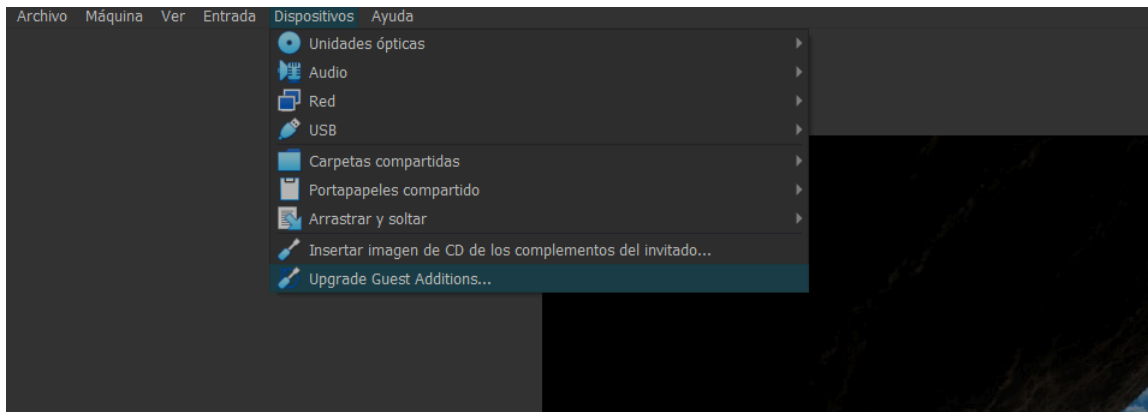 Archivo Máquina Ver Entrada Dispositivos Ayuda
Unidades ópticas
Audio
Red
USB
Carpetas compartidas
Portapapeles compartido
Arrastrar y soltar
Insertar imagen de CD de los complementos del invitado...
Upgrade Guest Additions...